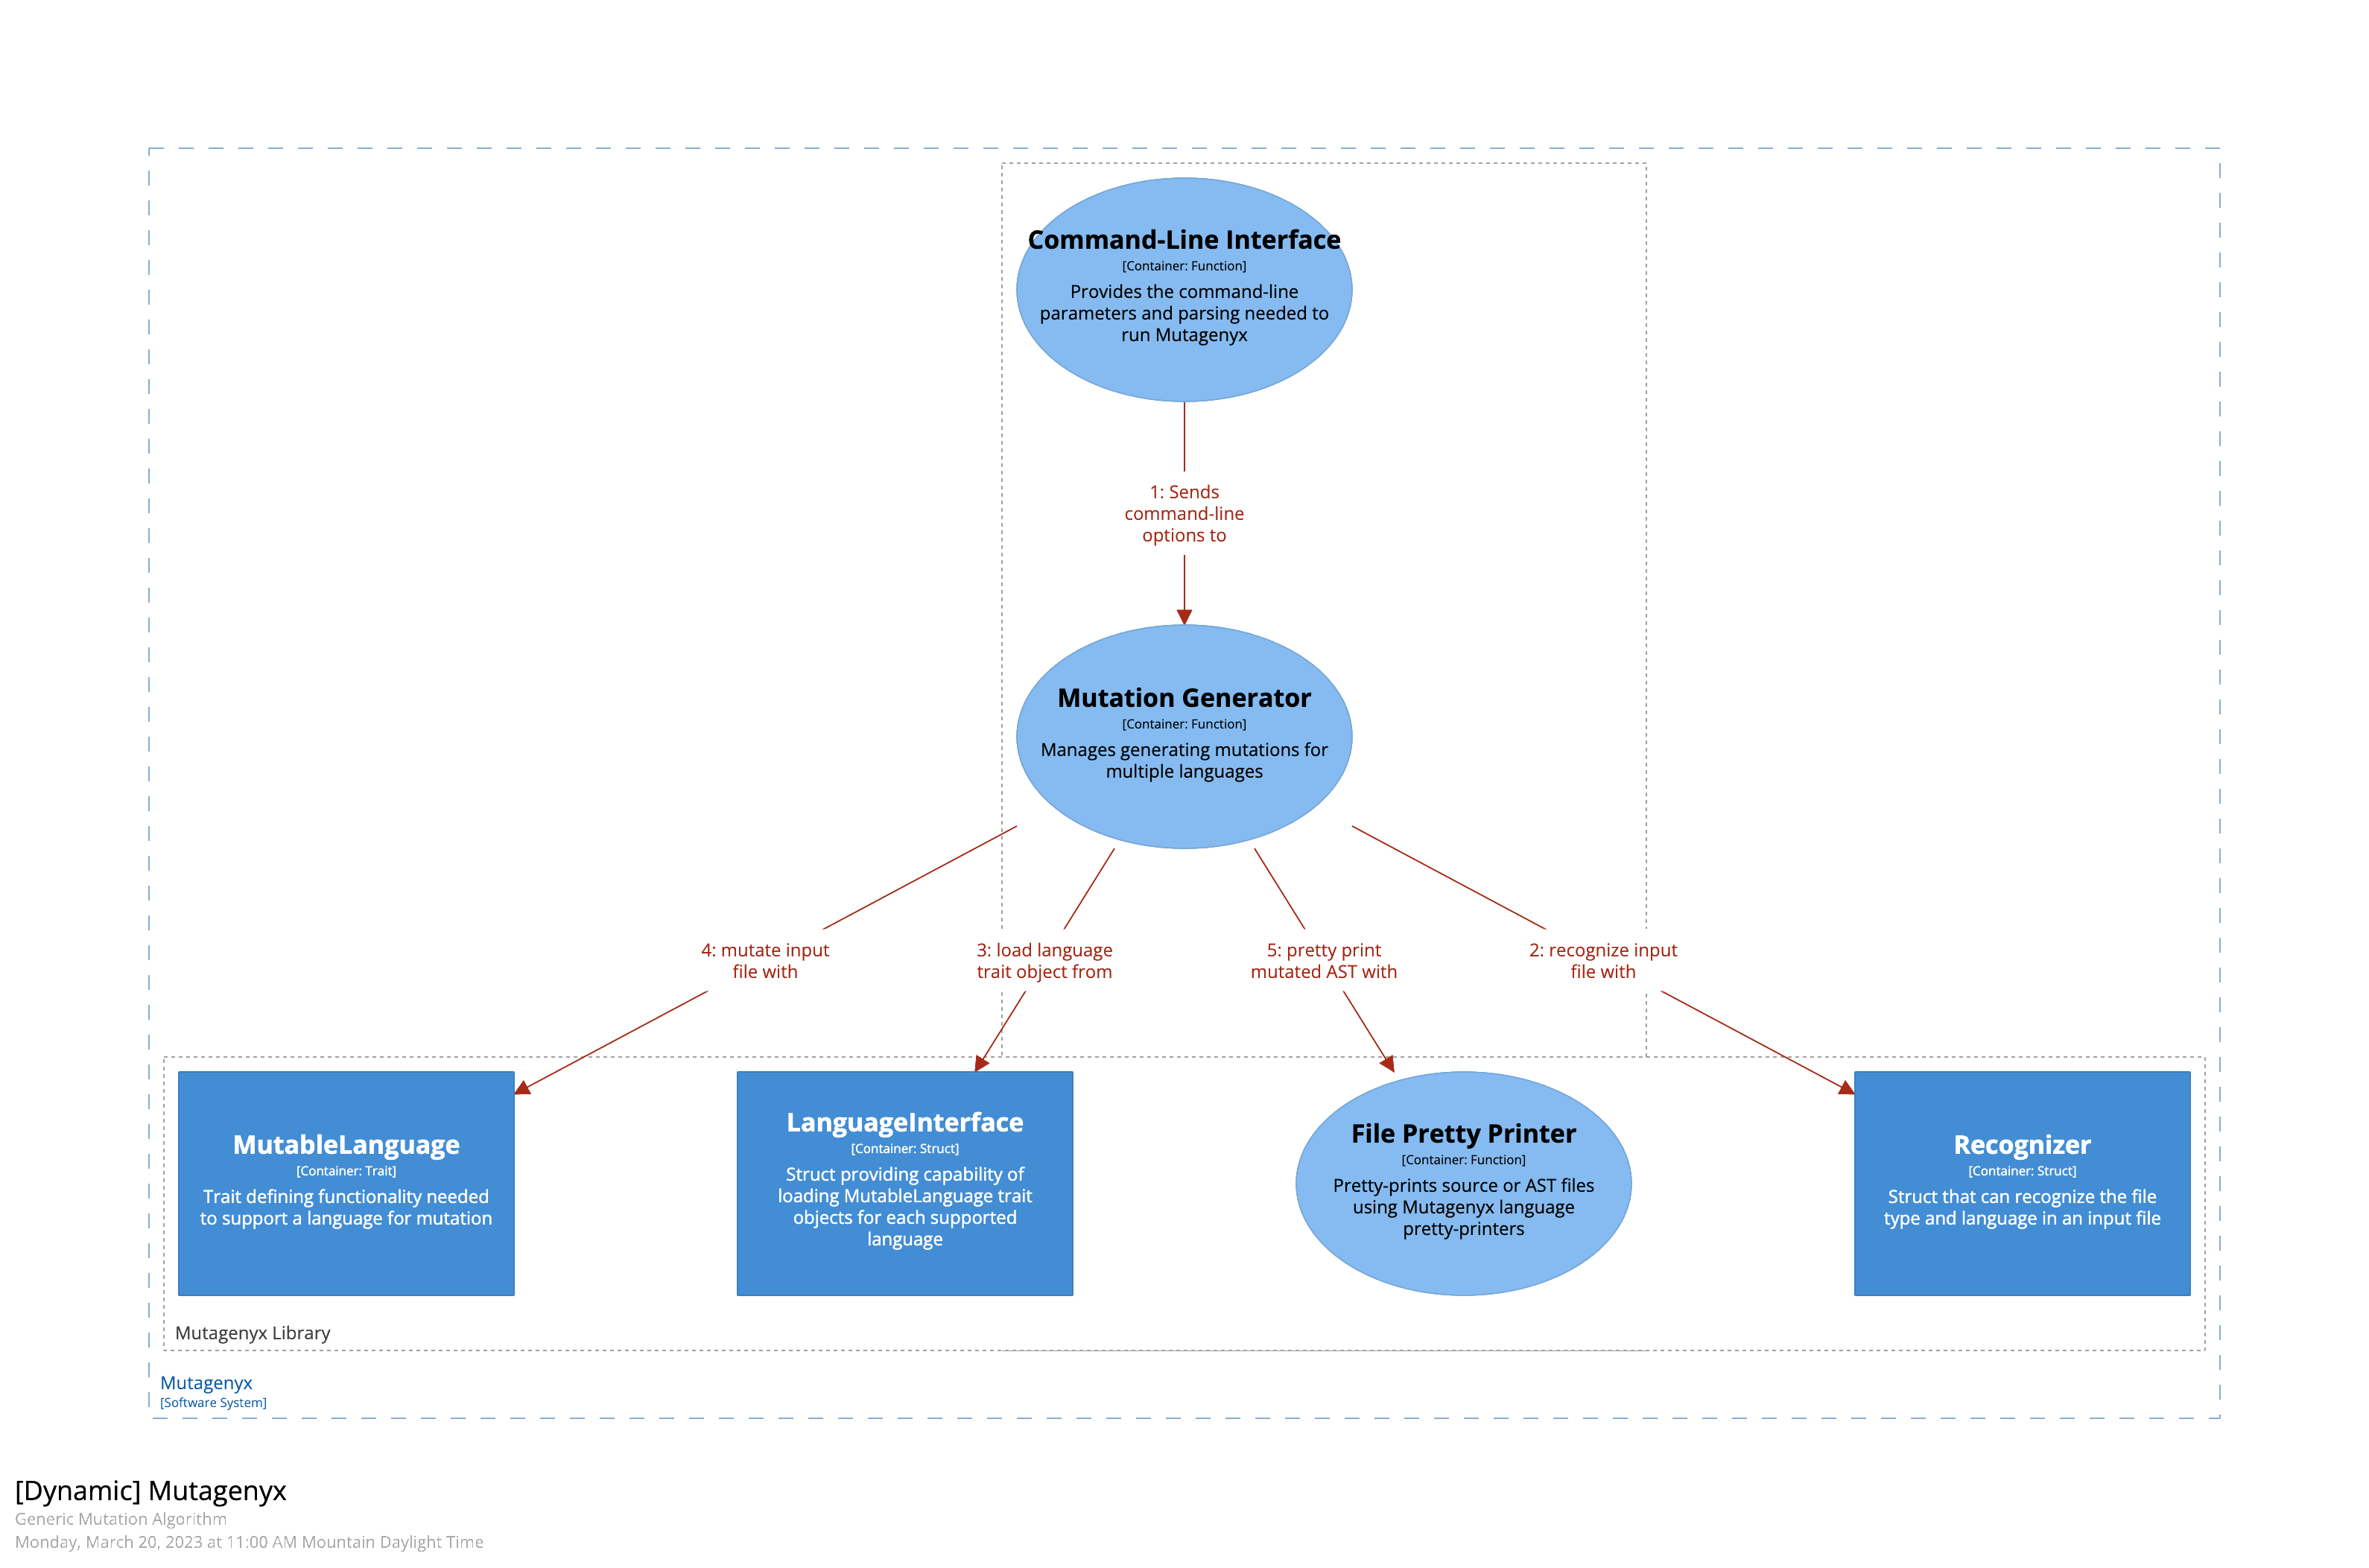 Command-Line Interface
[Container: Function]
Provides the command-line
parameters and parsing needed to
run Mutagenyx
1: Sends
command-line
options to
Mutation Generator
[Container: Function]
Manages generating mutations for
multiple languages
4: mutate input
file with
3: load language
trait object from
5: pretty print
mutated AST with
2: recognize input
file with
MutableLanguage
[Container: Trait]
Trait defining functionality needed
to support a language for mutation
LanguageInterface
[Container: Struct]
Struct providing capability of
loading MutableLanguage trait
objects for each supported
language
File Pretty Printer
[Container: Function]
Pretty-prints source or AST files
using Mutagenyx language
pretty-printers
Recognizer
[Container: Struct]
Struct that can recognize the file
type and language in an input file
Mutagenyx Library
Mutagenyx
[Software System]
[Dynamic] Mutagenyx
Generic Mutation Algorithm
Monday, March 20, 2023 at 11:00 AM Mountain Daylight Time